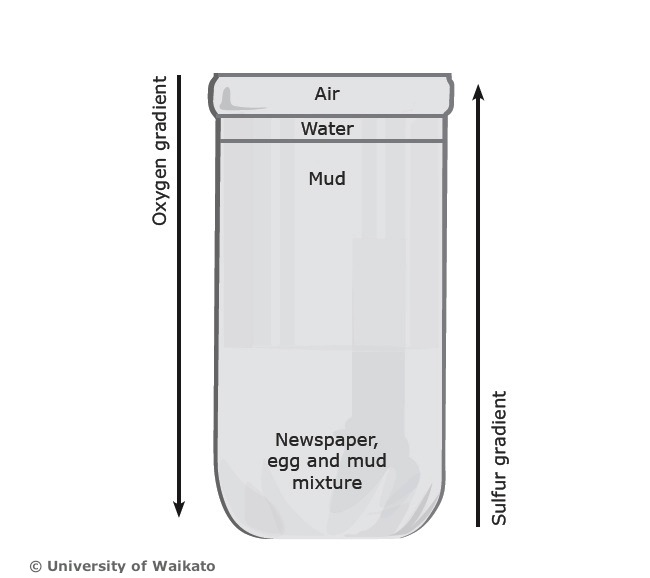 Air
Water
Mud
Oxygen gradient
Newspaper,
egg and mud
mixture
Sulfur gradient
© University of Waikato